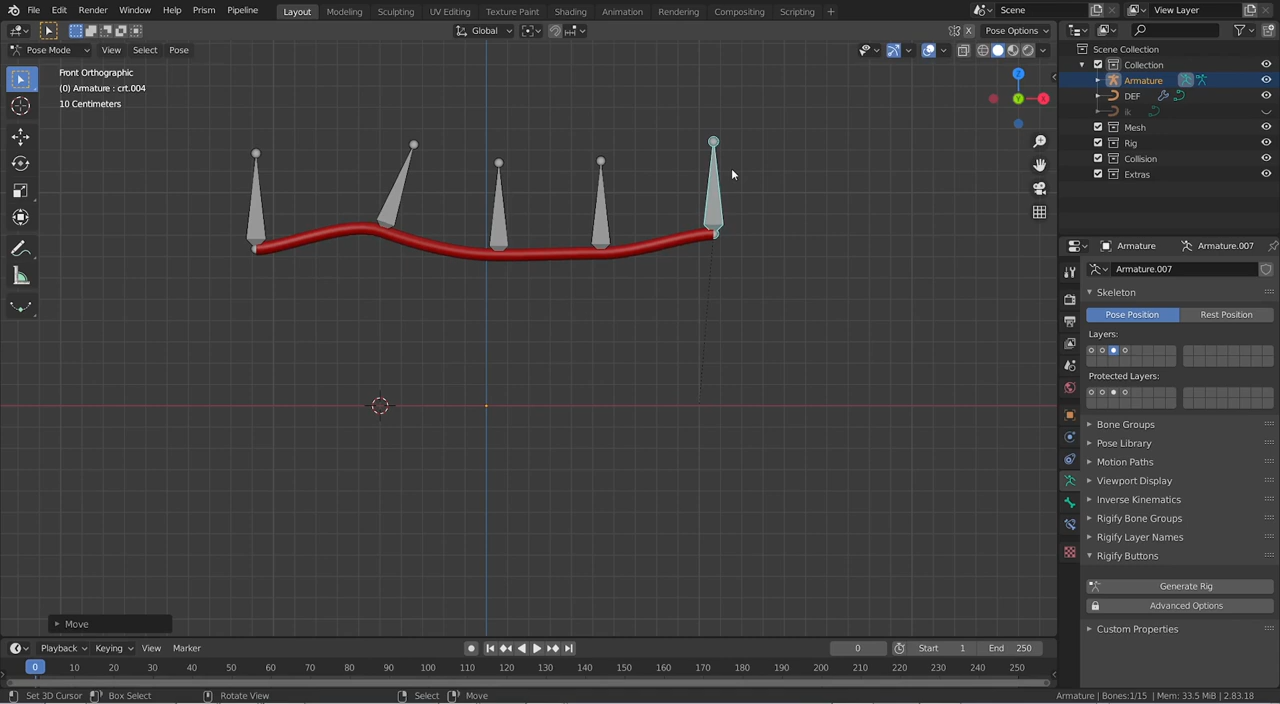 File Edit Render Window Help Prism Pipeline Layout Modeling Sculpting UV Editing Texture Paint Shading Animation Rendering Compositing Scripting + Scene View Layer
Global Pose Options
Pose Mode View Select Pose
Front Orthographic
(0) Armature : crt.004
10 Centimeters
X
Y
Z
Move
Scene Collection
Collection
Armature
DEF
ik
Mesh
Rig
Collision
Extras
Armature Armature.007
Armature.007
Skeleton
Pose Position Rest Position
Layers:
Protected Layers:
Bone Groups
Pose Library
Motion Paths
Viewport Display
Inverse Kinematics
Rigify Bone Groups
Rigify Layer Names
Rigify Buttons
Generate Rig
Advanced Options
Custom Properties
Playback Keying View Marker 0 Start 1 End 250
0 10 20 30 40 50 60 70 80 90 100 110 120 130 140 150 160 170 180 190 200 210 220 230 240 250
Set 3D Cursor Box Select Rotate View Select Move Armature | Bones:1/15 | Mem: 33.5 MiB | 2.83.18